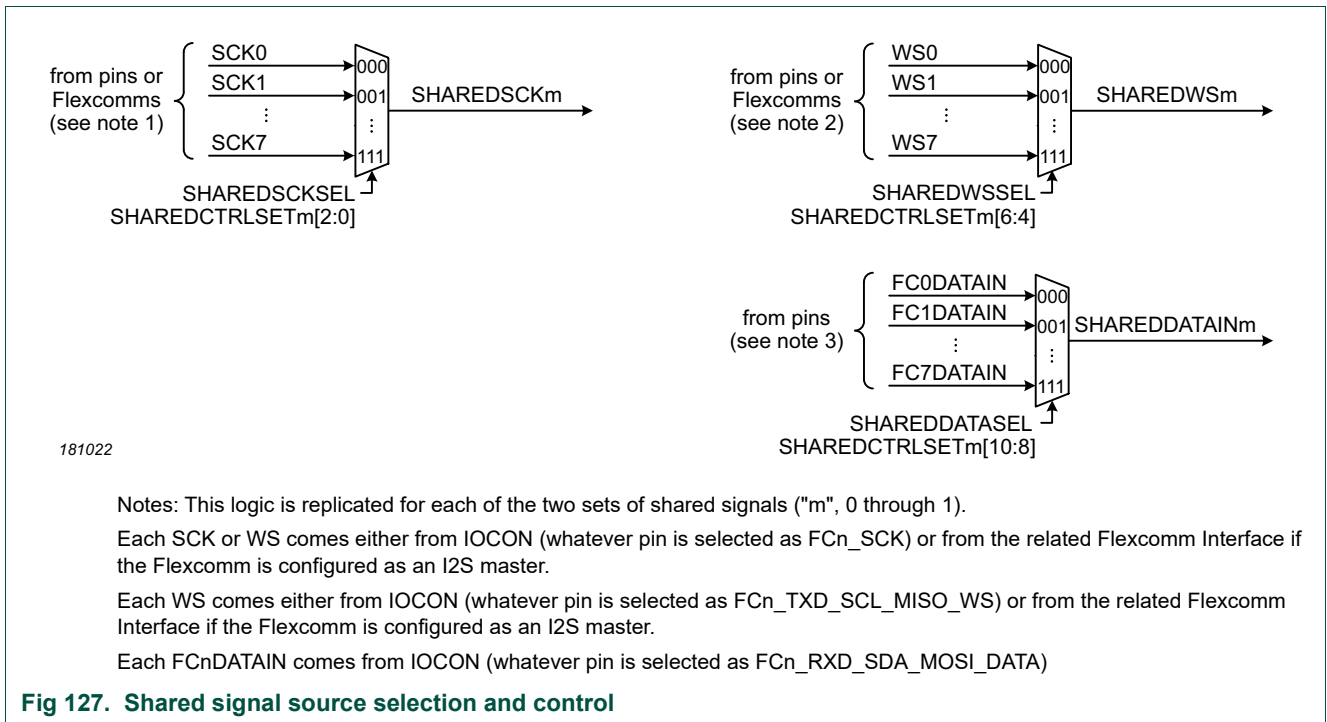 from pins or
Flexcomms
(see note 1)
SCK0
SCK1
⋮
SCK7
000
001
⋮
111
SHAREDSCKm
SHAREDSCKSEL
SHAREDCTRLSETm[2:0]
from pins or
Flexcomms
(see note 2)
WS0
WS1
⋮
WS7
000
001
⋮
111
SHAREDWSm
SHAREDWSSEL
SHAREDCTRLSETm[6:4]
from pins
(see note 3)
FC0DATAIN
FC1DATAIN
⋮
FC7DATAIN
000
001
⋮
111
SHAREDDATAINm
SHAREDDATASEL
SHAREDCTRLSETm[10:8]
181022
Notes: This logic is replicated for each of the two sets of shared signals ("m", 0 through 1).
Each SCK or WS comes either from IOCON (whatever pin is selected as FCn_SCK) or from the related Flexcomm Interface if
the Flexcomm is configured as an I2S master.
Each WS comes either from IOCON (whatever pin is selected as FCn_TXD_SCL_MISO_WS) or from the related Flexcomm
Interface if the Flexcomm is configured as an I2S master.
Each FCnDATAIN comes from IOCON (whatever pin is selected as FCn_RXD_SDA_MOSI_DATA)
Fig 127. Shared signal source selection and control